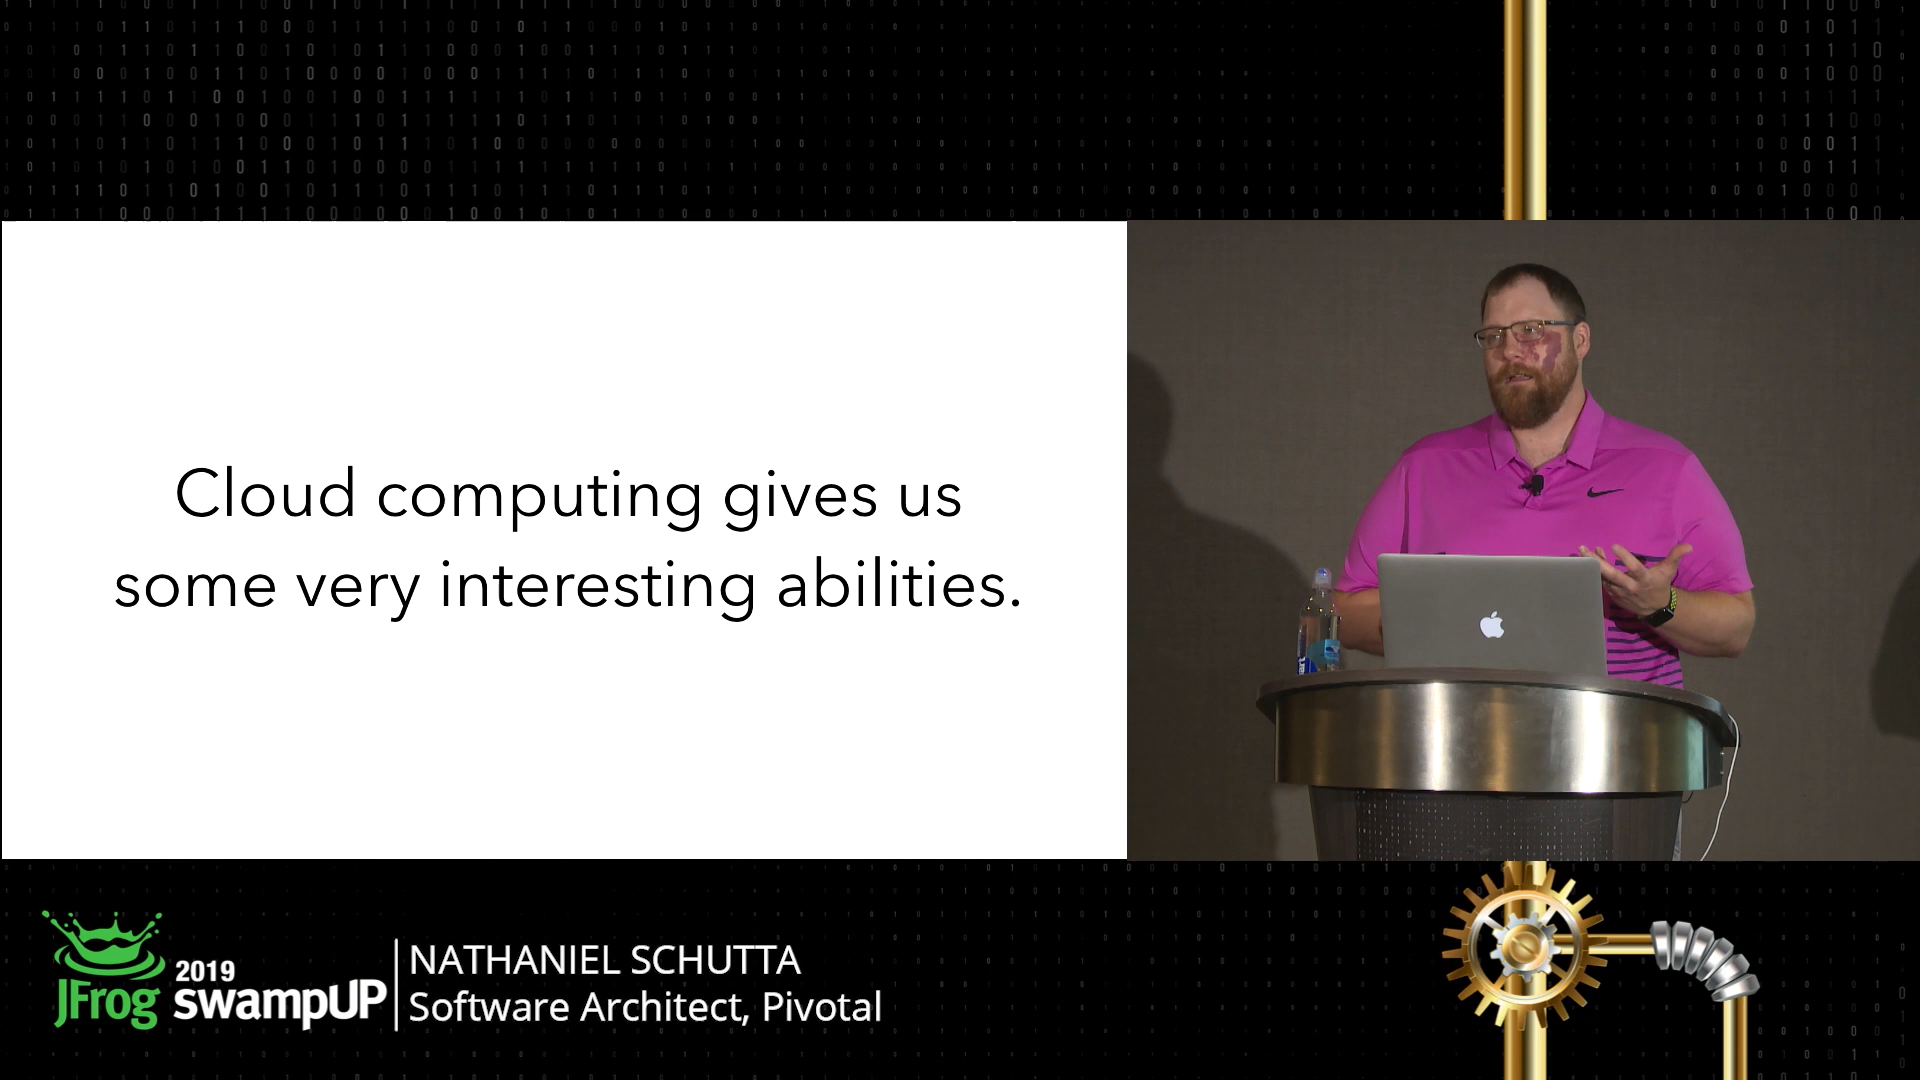 Cloud computing gives us
some very interesting abilities.
JFrog
2019
swampUP
NATHANIEL SCHUTTA
Software Architect, Pivotal